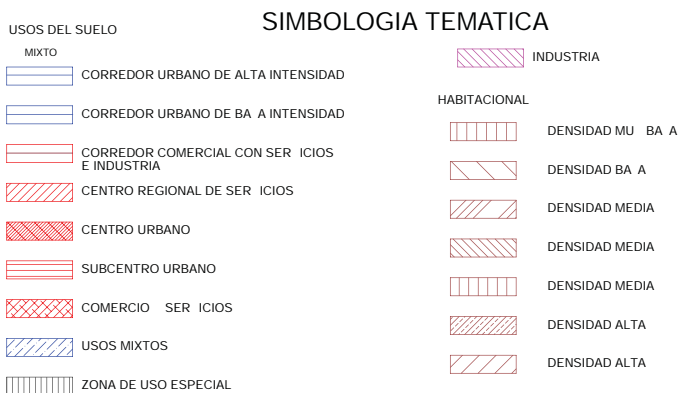 SIMBOLOGIA TEMATICA
USOS DEL SUELO
MIXTO
CORREDOR URBANO DE ALTA INTENSIDAD
CORREDOR URBANO DE BA A INTENSIDAD
CORREDOR COMERCIAL CON SER ICIOS
E INDUSTRIA
CENTRO REGIONAL DE SER ICIOS
CENTRO URBANO
SUBCENTRO URBANO
COMERCIO SER ICIOS
USOS MIXTOS
ZONA DE USO ESPECIAL
INDUSTRIA
HABITACIONAL
DENSIDAD MU BA A
DENSIDAD BA A
DENSIDAD MEDIA
DENSIDAD MEDIA
DENSIDAD MEDIA
DENSIDAD ALTA
DENSIDAD ALTA